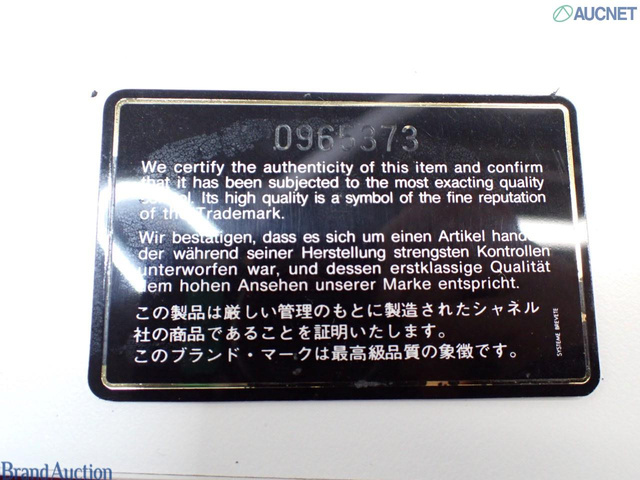 AUCNET
0965373
We certify the authenticity of this item and confirm
that it has been subjected to the most exacting quality
control. Its high quality is a symbol of the fine reputation
of the Trademark.
Wir bestätigen, dass es sich um einen Artikel handelt,
der während seiner Herstellung strengsten Kontrollen
unterworfen war, und dessen erstklassige Qualität
dem hohen Ansehen unserer Marke entspricht.
この製品は厳しい管理のもとに製造されたシャネル
社の商品であることを証明いたします。
このブランド・マークは最高級品質の象徴です。
SYSTEME BREVETE
BrandAuction